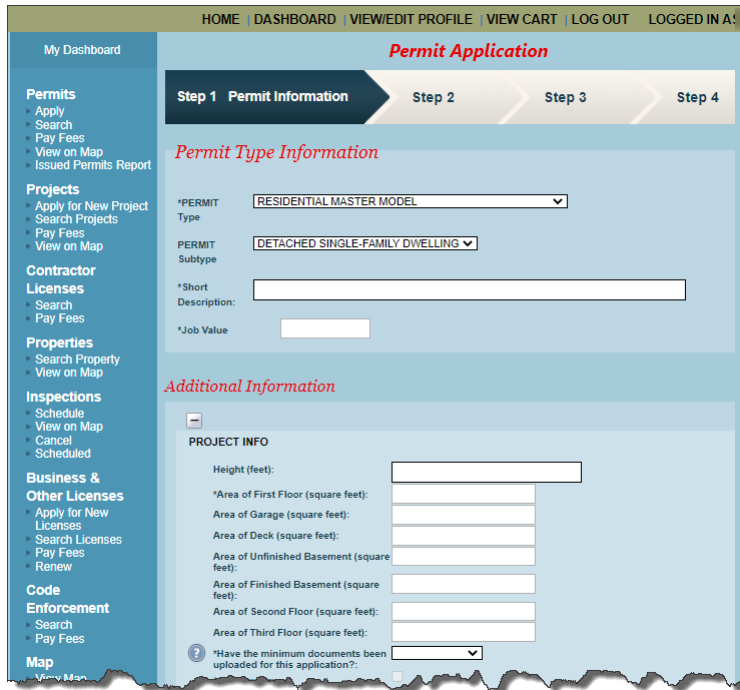 HOME | DASHBOARD | VIEW/EDIT PROFILE | VIEW CART | LOG OUT LOGGED IN AS
My Dashboard
Permits
Apply
Search
Pay Fees
View on Map
Issued Permits Report
Projects
Apply for New Project
Search Projects
Pay Fees
View on Map
Contractor
Licenses
Search
Pay Fees
Properties
Search Property
View on Map
Inspections
Schedule
View on Map
Cancel
Scheduled
Business &
Other Licenses
Apply for New
Licenses
Search Licenses
Pay Fees
Renew
Code
Enforcement
Search
Pay Fees
Map
View Map
Permit Application
Step 1 Permit Information Step 2 Step 3 Step 4
Permit Type Information
*PERMIT
Type
RESIDENTIAL MASTER MODEL
PERMIT
Subtype
DETACHED SINGLE-FAMILY DWELLING
*Short
Description:
*Job Value
Additional Information
PROJECT INFO
Height (feet):
*Area of First Floor (square feet):
Area of Garage (square feet):
Area of Deck (square feet):
Area of Unfinished Basement (square
feet):
Area of Finished Basement (square
feet):
Area of Second Floor (square feet):
Area of Third Floor (square feet):
? *Have the minimum documents been
uploaded for this application?: